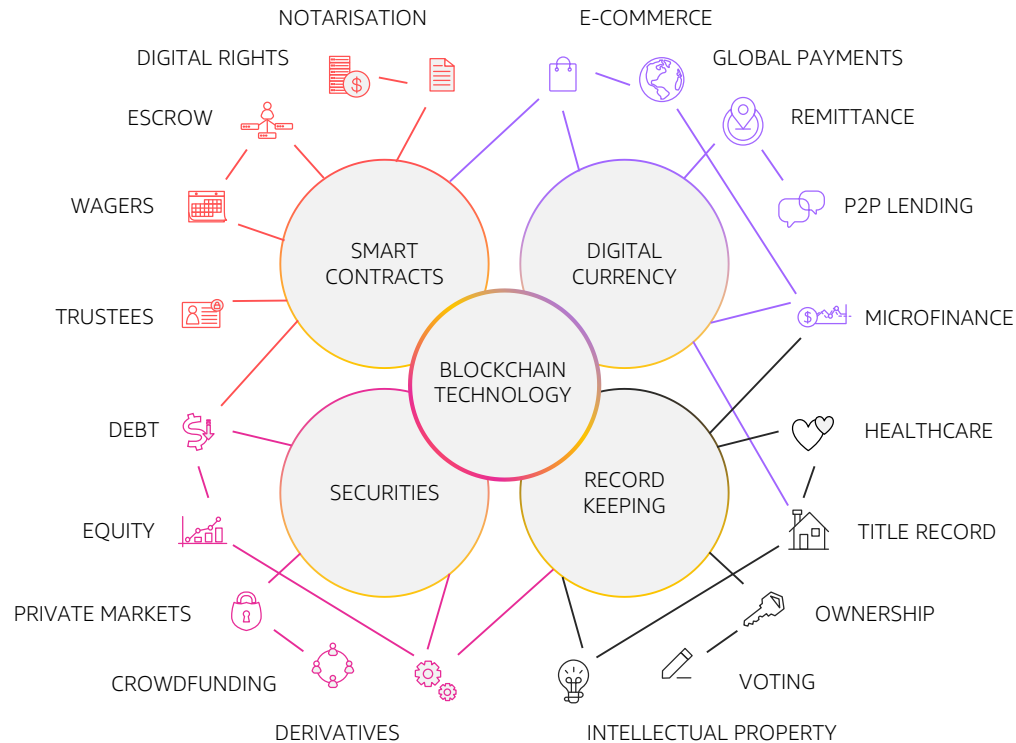 NOTARISATION
E-COMMERCE
DIGITAL RIGHTS
GLOBAL PAYMENTS
ESCROW
REMITTANCE
WAGERS
P2P LENDING
SMART
CONTRACTS
DIGITAL
CURRENCY
TRUSTEES
MICROFINANCE
BLOCKCHAIN
TECHNOLOGY
DEBT
HEALTHCARE
SECURITIES
RECORD
KEEPING
EQUITY
TITLE RECORD
PRIVATE MARKETS
OWNERSHIP
CROWDFUNDING
VOTING
DERIVATIVES
INTELLECTUAL PROPERTY